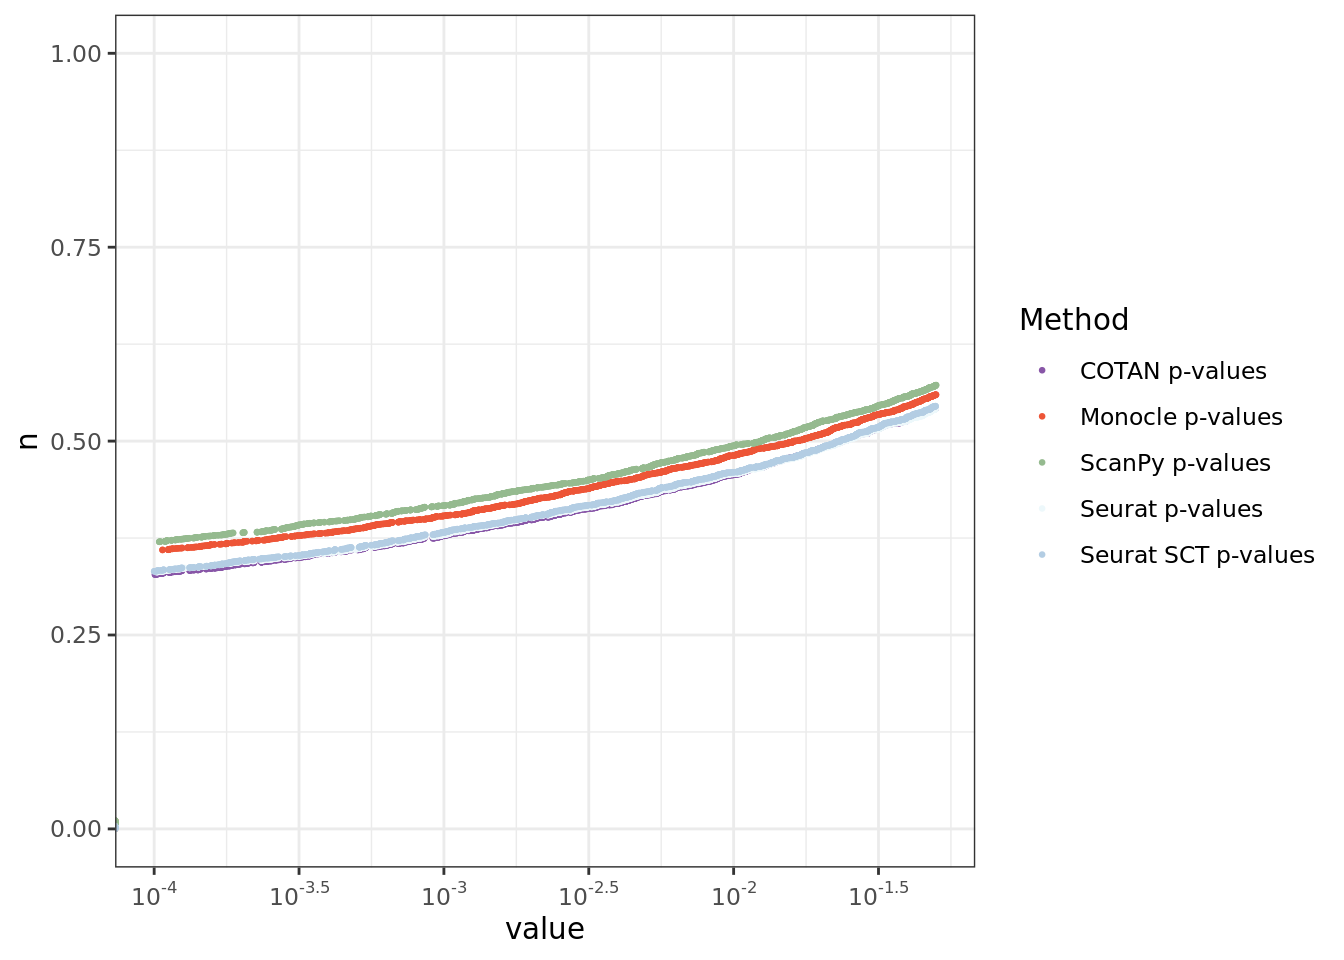 1.00
0.75
0.50
0.25
0.00
n
10^-4 10^-3.5 10^-3 10^-2.5 10^-2 10^-1.5
value
Method
COTAN p-values
Monocle p-values
ScanPy p-values
Seurat p-values
Seurat SCT p-values